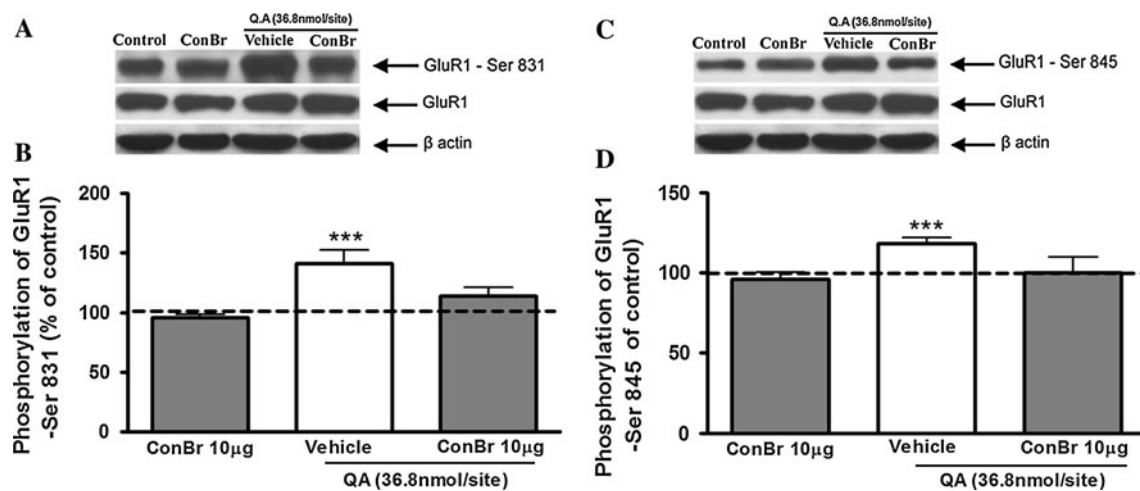 A
Q.A (36.8nmol/site)
Control ConBr Vehicle ConBr
GluR1 - Ser 831
GluR1
β actin
B
Phosphorylation of GluR1
-Ser 831 (% of control)
200
150
100
50
0
***
ConBr 10µg Vehicle ConBr 10µg
QA (36.8nmol/site)
C
Q.A (36.8nmol/site)
Control ConBr Vehicle ConBr
GluR1 - Ser 845
GluR1
β actin
D
Phosphorylation of GluR1
-Ser 845 (% of control)
150
100
50
0
***
ConBr 10µg Vehicle ConBr 10µg
QA (36.8nmol/site)